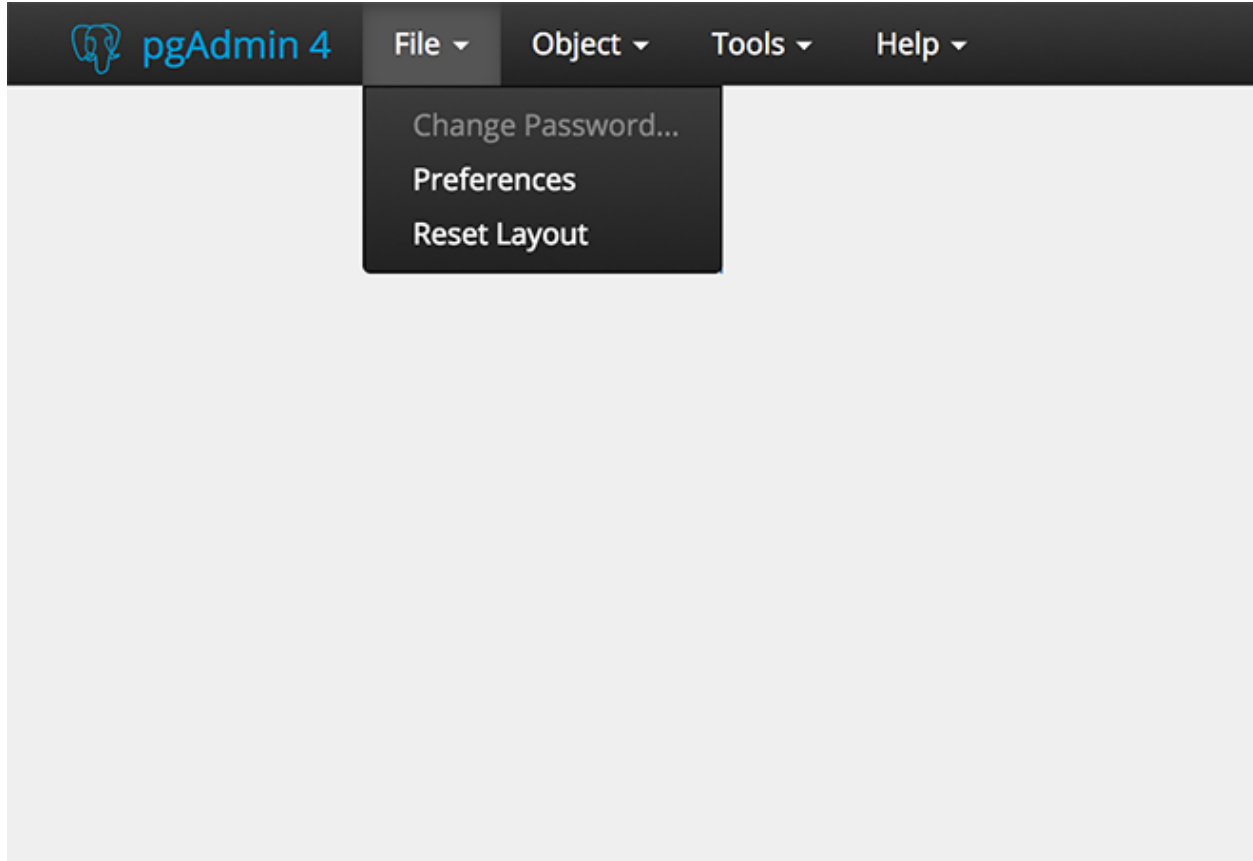 pgAdmin 4 File Object Tools Help
Change Password...
Preferences
Reset Layout